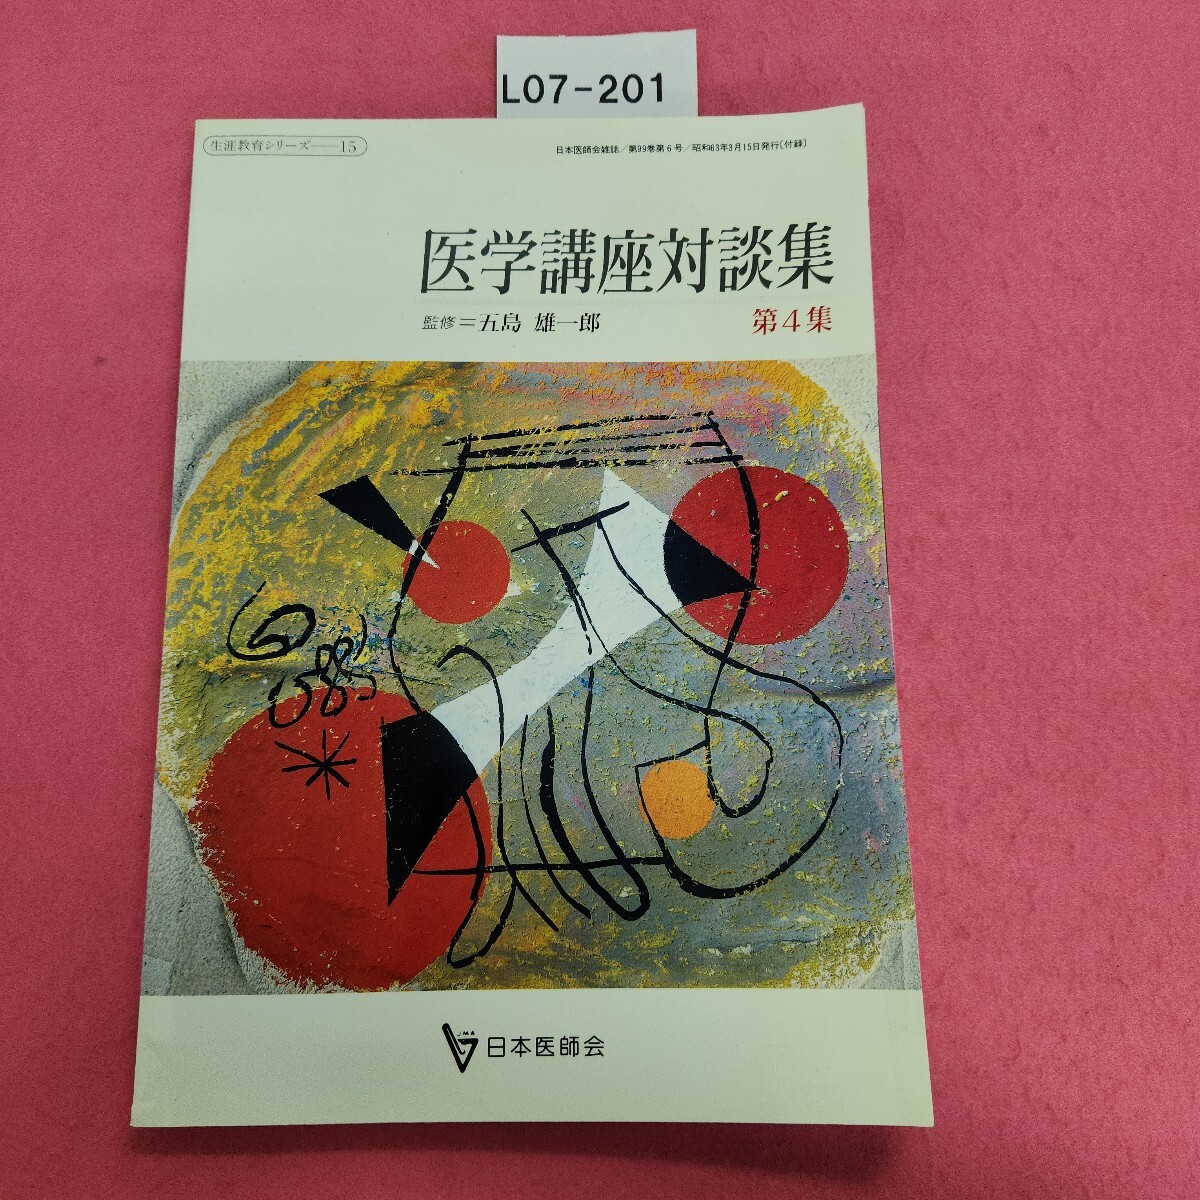 L07-201
生涯教育シリーズ——15
日本医師会雑誌/第99巻第6号/昭和63年3月15日発行(付録)
医学講座対談集
監修=五島 雄一郎
第4集
JMA
日本医師会